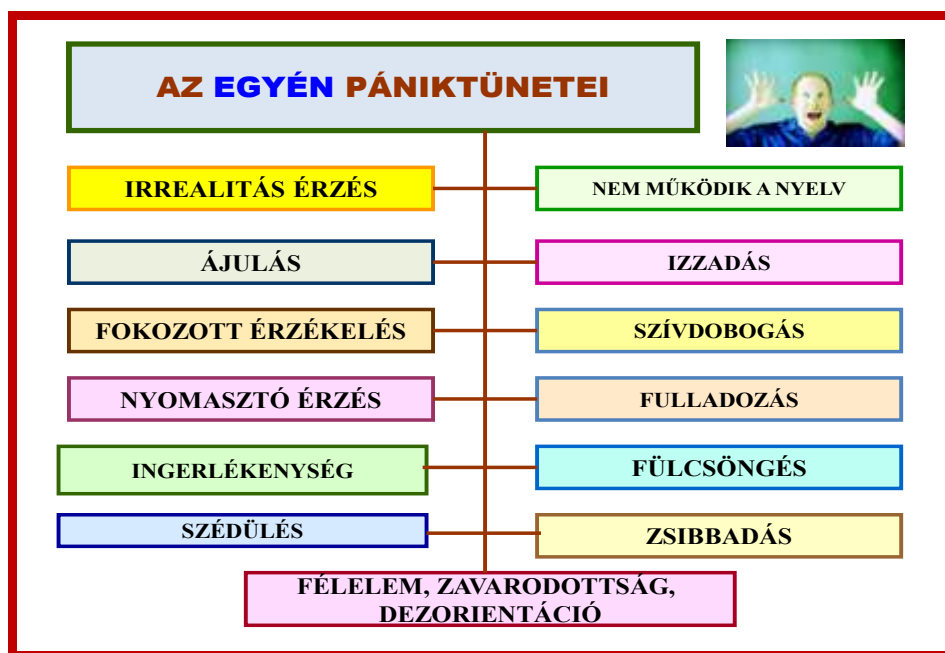 AZ EGYÉN PÁNIKTÜNETEI
IRREALITÁS ÉRZÉS
NEM MŰKÖDIK A NYELV
ÁJULÁS
IZZADÁS
FOKOZOTT ÉRZÉKELÉS
SZÍVDOBOGÁS
NYOMASZTÓ ÉRZÉS
FULLADOZÁS
INGERLÉKENYSÉG
FÜLCSÖNGÉS
SZÉDÜLÉS
ZSIBBADÁS
FÉLELEM, ZAVARODOTTSÁG,
DEZORIENTÁCIÓ